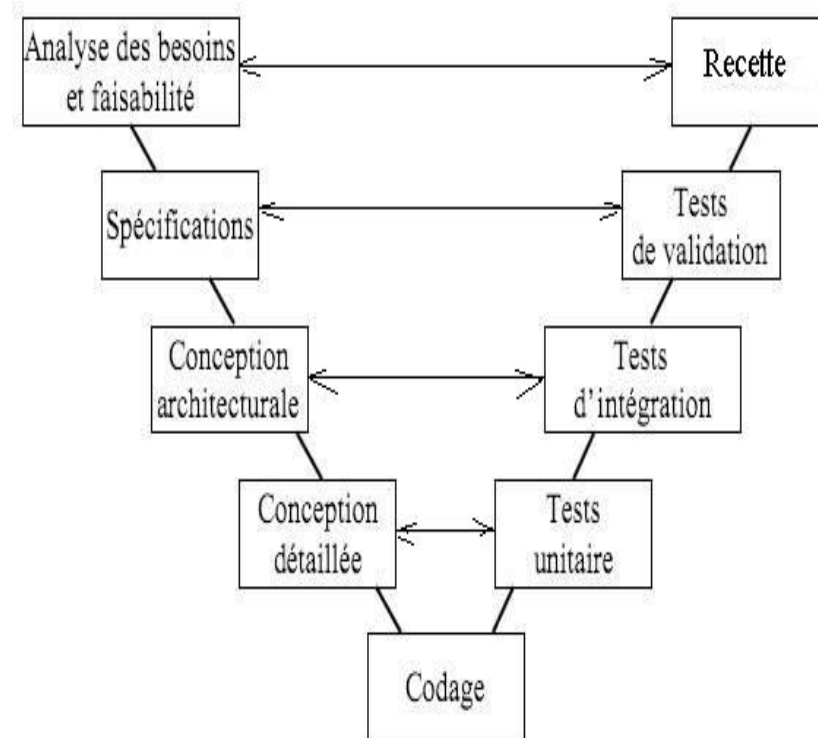 Analyse des besoins
et faisabilité
Recette
Spécifications
Tests
de validation
Conception
architecturale
Tests
d'intégration
Conception
détaillée
Tests
unitaire
Codage